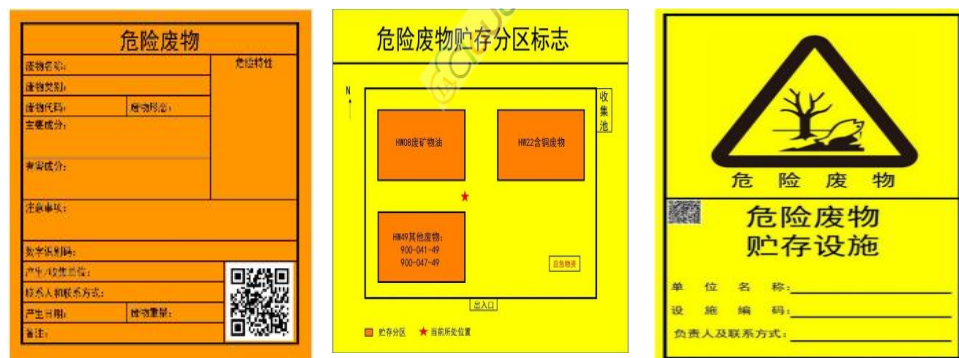 危险废物
废物名称：
危险特性
废物类别：
废物代码：
废物形态：
主要成分：
有害成分：
注意事项：
数字识别码：
产生/收集单位：
联系人和联系方式：
产生日期：
废物重量：
备注：
危险废物贮存分区标志
N
收集池
HW08废矿物油
HW22含铜废物
HW49其他废物：
900-041-49
900-047-49
应急物资
出入口
贮存分区
当前所处位置
危险废物
危险废物
贮存设施
单位名称：
设施编码：
负责人及联系方式：